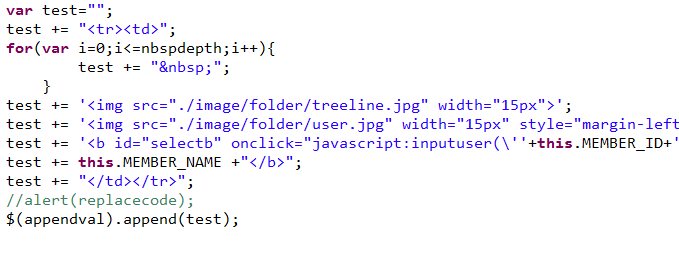 var test="";
test += "<tr><td>";
for(var i=0;i<=nbspdepth;i++){
test += "&nbsp;";
}
test += '<img src="./image/folder/treeline.jpg" width="15px">';
test += '<img src="./image/folder/user.jpg" width="15px" style="margin-left
test += '<b id="selectb" onclick="javascript:inputuser(\''+this.MEMBER_ID+'
test += this.MEMBER_NAME +"</b>";
test += "</td></tr>";
//alert(replacecode);
$(appendval).append(test);